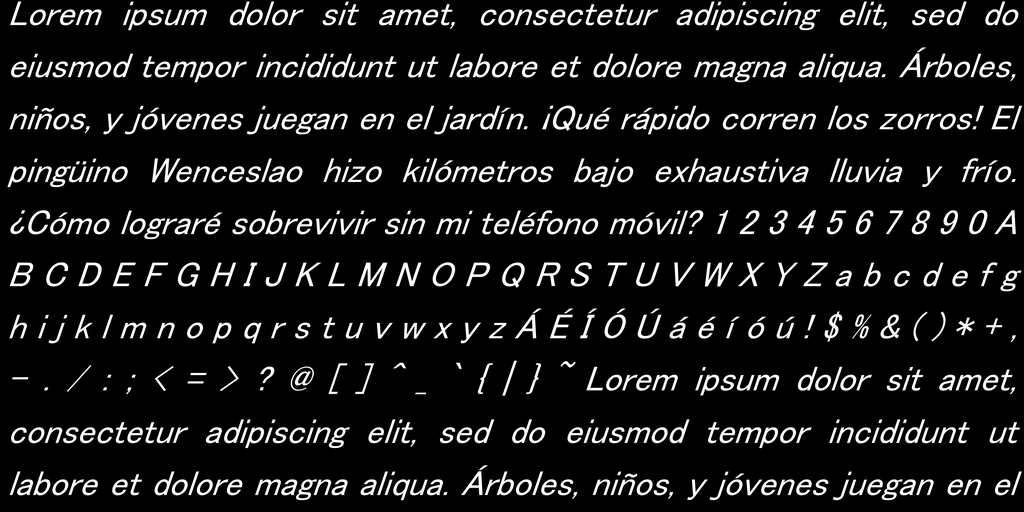 Lorem ipsum dolor sit amet, consectetur adipiscing elit, sed do
eiusmod tempor incididunt ut labore et dolore magna aliqua. Árboles,
niños, y jóvenes juegan en el jardín. ¡Qué rápido corren los zorros! El
pingüino Wenceslao hizo kilómetros bajo exhaustiva lluvia y frío.
¿Cómo lograré sobrevivir sin mi teléfono móvil? 1 2 3 4 5 6 7 8 9 0 A
B C D E F G H I J K L M N O P Q R S T U V W X Y Z a b c d e f g
h i j k l m n o p q r s t u v w x y z Á É Í Ó Ú á é í ó ú ! $ % & ( ) * + ,
- . / : ; < = > ? @ [ ] ^ _ ` { | } ~ Lorem ipsum dolor sit amet,
consectetur adipiscing elit, sed do eiusmod tempor incididunt ut
labore et dolore magna aliqua. Árboles, niños, y jóvenes juegan en el